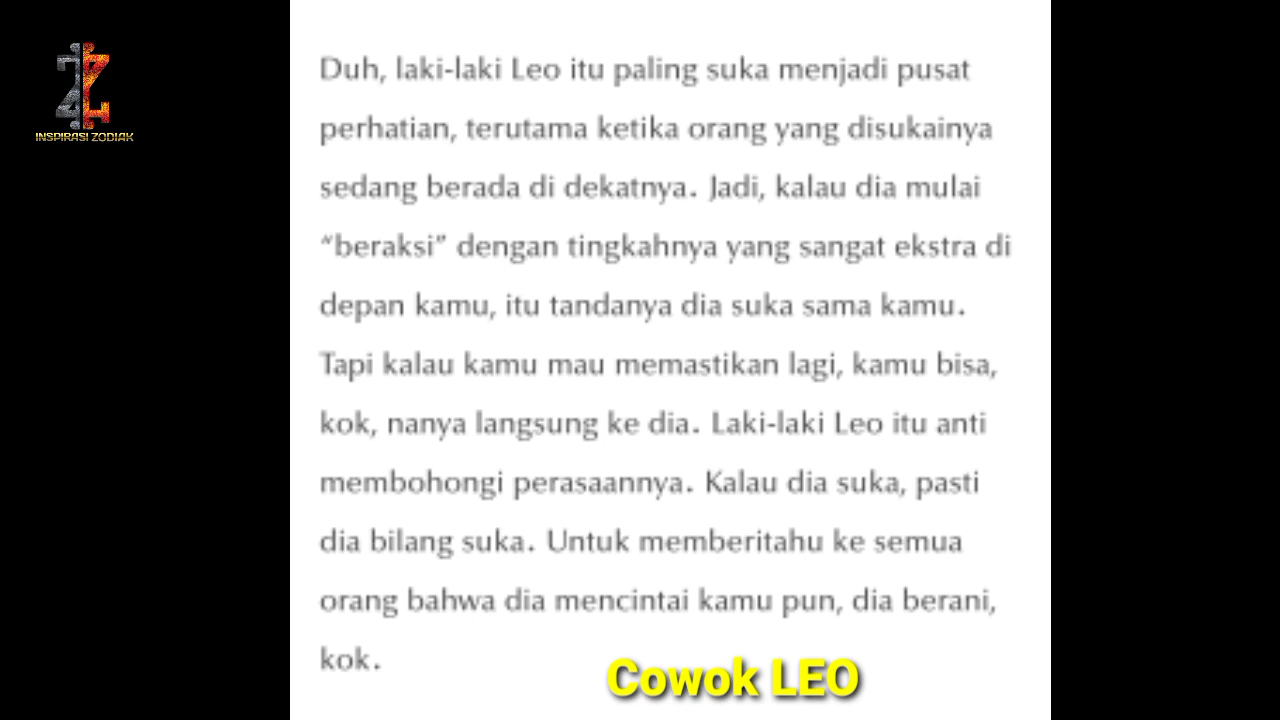 INSPIRASI ZODIAK
Duh, laki-laki Leo itu paling suka menjadi pusat
perhatian, terutama ketika orang yang disukainya
sedang berada di dekatnya. Jadi, kalau dia mulai
“beraksi” dengan tingkahnya yang sangat ekstra di
depan kamu, itu tandanya dia suka sama kamu.
Tapi kalau kamu mau memastikan lagi, kamu bisa,
kok, nanya langsung ke dia. Laki-laki Leo itu anti
membohongi perasaannya. Kalau dia suka, pasti
dia bilang suka. Untuk memberitahu ke semua
orang bahwa dia mencintai kamu pun, dia berani,
kok.
Cowok LEO